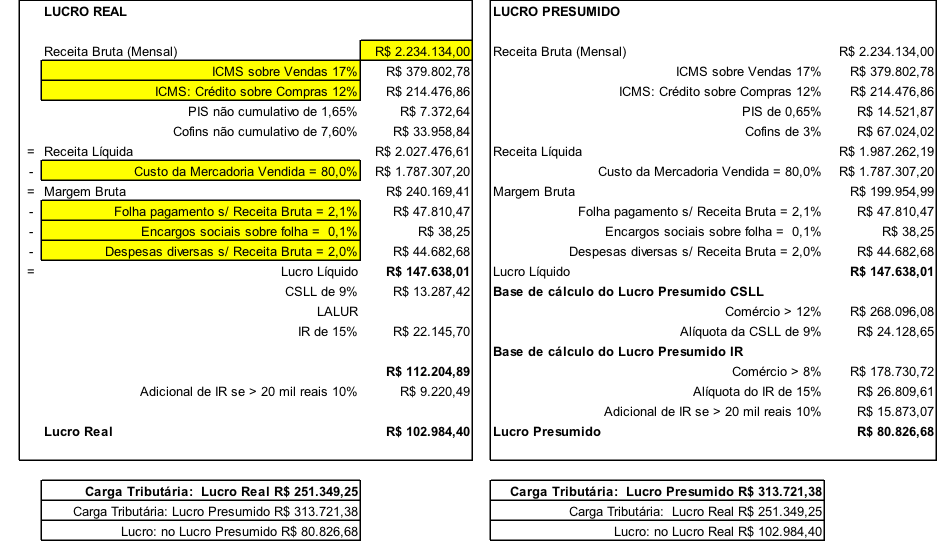 LUCRO REAL
Receita Bruta (Mensal) R$ 2.234.134,00
ICMS sobre Vendas 17% R$ 379.802,78
ICMS: Crédito sobre Compras 12% R$ 214.476,86
PIS não cumulativo de 1,65% R$ 7.372,64
Cofins não cumulativo de 7,60% R$ 33.958,84
= Receita Líquida R$ 2.027.476,61
- Custo da Mercadoria Vendida = 80,0% R$ 1.787.307,20
= Margem Bruta R$ 240.169,41
- Folha pagamento s/ Receita Bruta = 2,1% R$ 47.810,47
- Encargos sociais sobre folha = 0,1% R$ 38,25
- Despesas diversas s/ Receita Bruta = 2,0% R$ 44.682,68
= Lucro Líquido R$ 147.638,01
CSLL de 9% R$ 13.287,42
LALUR
IR de 15% R$ 22.145,70
R$ 112.204,89
Adicional de IR se > 20 mil reais 10% R$ 9.220,49
Lucro Real R$ 102.984,40
Carga Tributária: Lucro Real R$ 251.349,25
Carga Tributária: Lucro Presumido R$ 313.721,38
Lucro: no Lucro Presumido R$ 80.826,68
LUCRO PRESUMIDO
Receita Bruta (Mensal) R$ 2.234.134,00
ICMS sobre Vendas 17% R$ 379.802,78
ICMS: Crédito sobre Compras 12% R$ 214.476,86
PIS de 0,65% R$ 14.521,87
Cofins de 3% R$ 67.024,02
Receita Líquida R$ 1.987.262,19
Custo da Mercadoria Vendida = 80,0% R$ 1.787.307,20
Margem Bruta R$ 199.954,99
Folha pagamento s/ Receita Bruta = 2,1% R$ 47.810,47
Encargos sociais sobre folha = 0,1% R$ 38,25
Despesas diversas s/ Receita Bruta = 2,0% R$ 44.682,68
Lucro Líquido R$ 147.638,01
Base de cálculo do Lucro Presumido CSLL
Comércio > 12% R$ 268.096,08
Alíquota da CSLL de 9% R$ 24.128,65
Base de cálculo do Lucro Presumido IR
Comércio > 8% R$ 178.730,72
Alíquota do IR de 15% R$ 26.809,61
Adicional de IR se > 20 mil reais 10% R$ 15.873,07
Lucro Presumido R$ 80.826,68
Carga Tributária: Lucro Presumido R$ 313.721,38
Carga Tributária: Lucro Real R$ 251.349,25
Lucro: no Lucro Real R$ 102.984,40